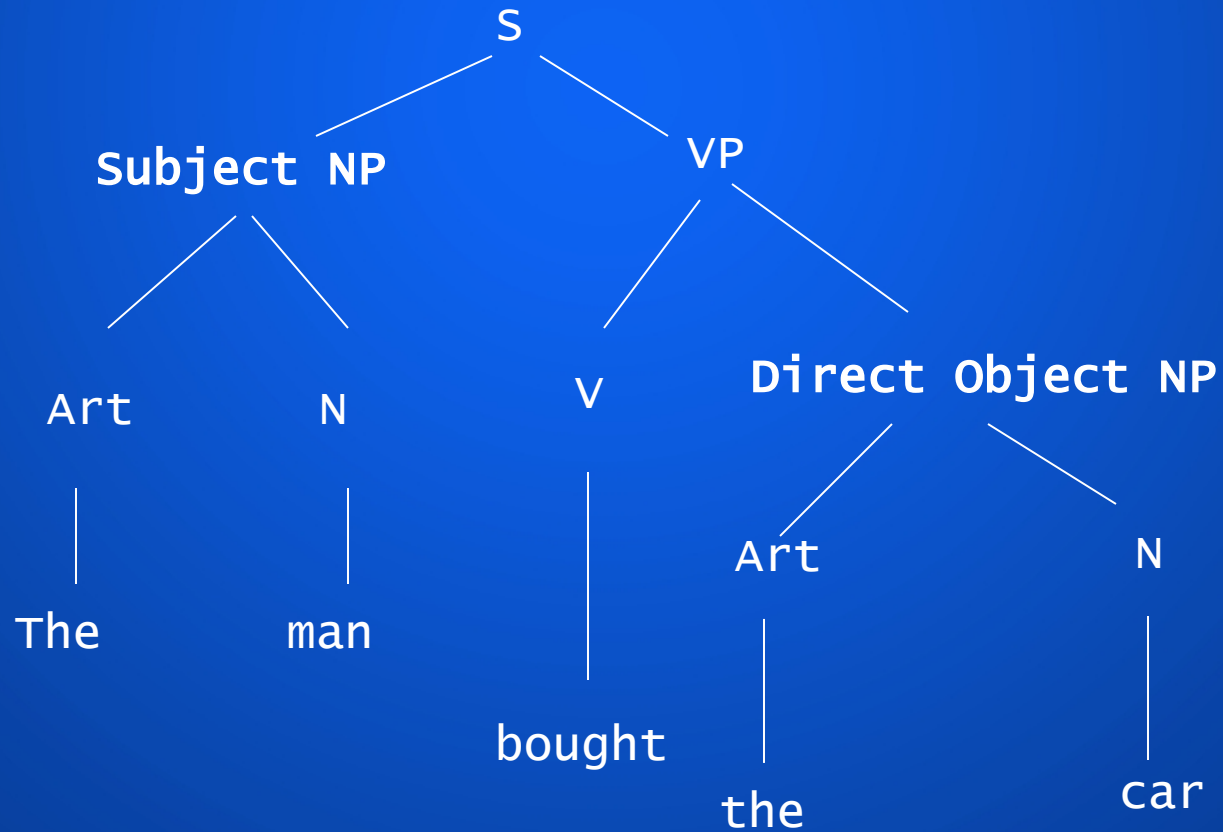 S
Subject NP
VP
Art
N
V
Direct Object NP
Art
N
The
man
bought
the
car